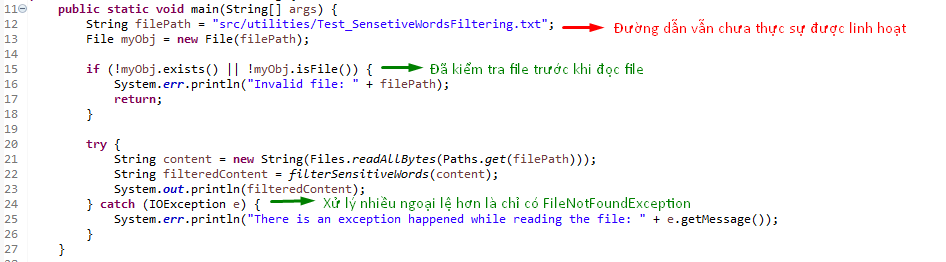 11 public static void main(String[] args) {
12 String filePath = "src/utilities/Test_SensetiveWordsFiltering.txt"; Đường dẫn vẫn chưa thực sự được linh hoạt
13 File myObj = new File(filePath);
14
15 if (!myObj.exists() || !myObj.isFile()) { Đã kiểm tra file trước khi đọc file
16 System.err.println("Invalid file: " + filePath);
17 return;
18 }
19
20 try {
21 String content = new String(Files.readAllBytes(Paths.get(filePath)));
22 String filteredContent = filterSensitiveWords(content);
23 System.out.println(filteredContent);
24 } catch (IOException e) { Xử lý nhiều ngoại lệ hơn là chỉ có FileNotFoundException
25 System.err.println("There is an exception happened while reading the file: " + e.getMessage());
26 }
27 }